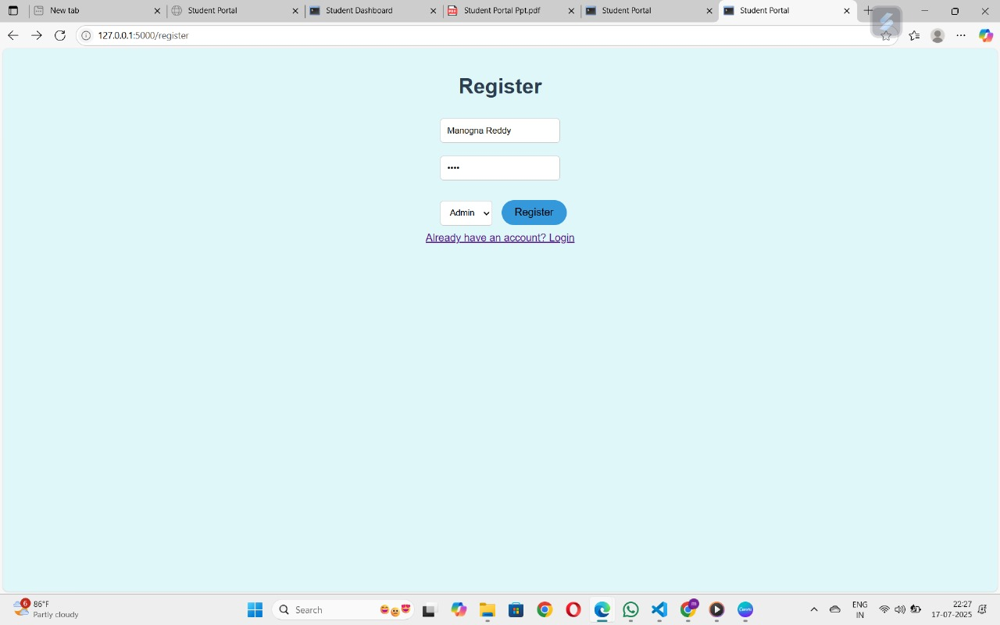 New tab
Student Portal
Student Dashboard
Student Portal Ppt.pdf
Student Portal
Student Portal
127.0.0.1:5000/register
Register
Manogna Reddy
••••
Admin
Register
Already have an account? Login
6
86°F
Partly cloudy
Search
m
Canva
ENG
IN
22:27
17-07-2025